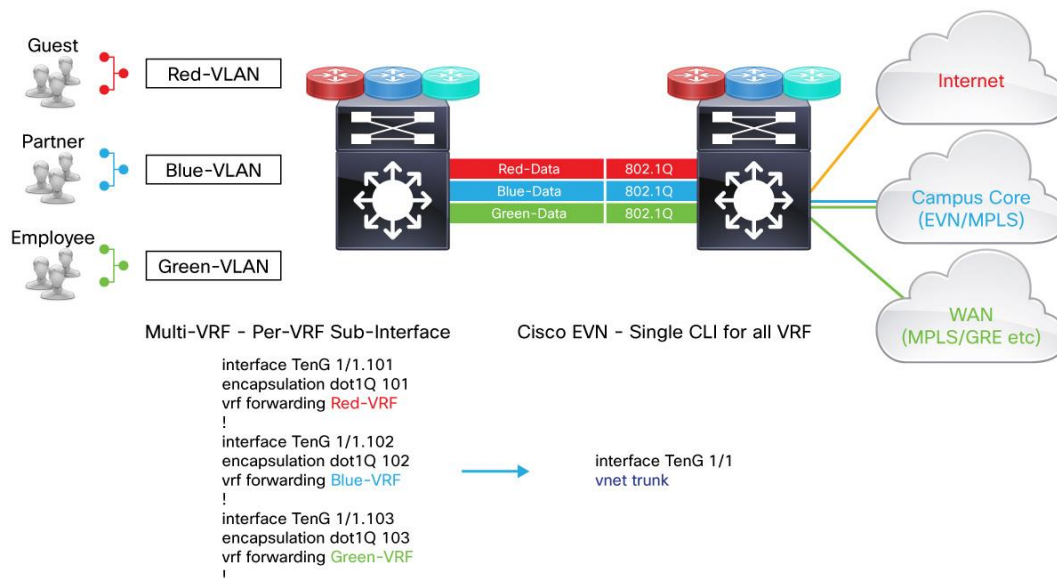 Guest
Red-VLAN
Partner
Blue-VLAN
Employee
Green-VLAN
Red-Data 802.1Q
Blue-Data 802.1Q
Green-Data 802.1Q
Internet
Campus Core
(EVN/MPLS)
WAN
(MPLS/GRE etc)
Multi-VRF - Per-VRF Sub-Interface
interface TenG 1/1.101
encapsulation dot1Q 101
vrf forwarding Red-VRF
!
interface TenG 1/1.102
encapsulation dot1Q 102
vrf forwarding Blue-VRF
!
interface TenG 1/1.103
encapsulation dot1Q 103
vrf forwarding Green-VRF
!
Cisco EVN - Single CLI for all VRF
interface TenG 1/1
vnet trunk